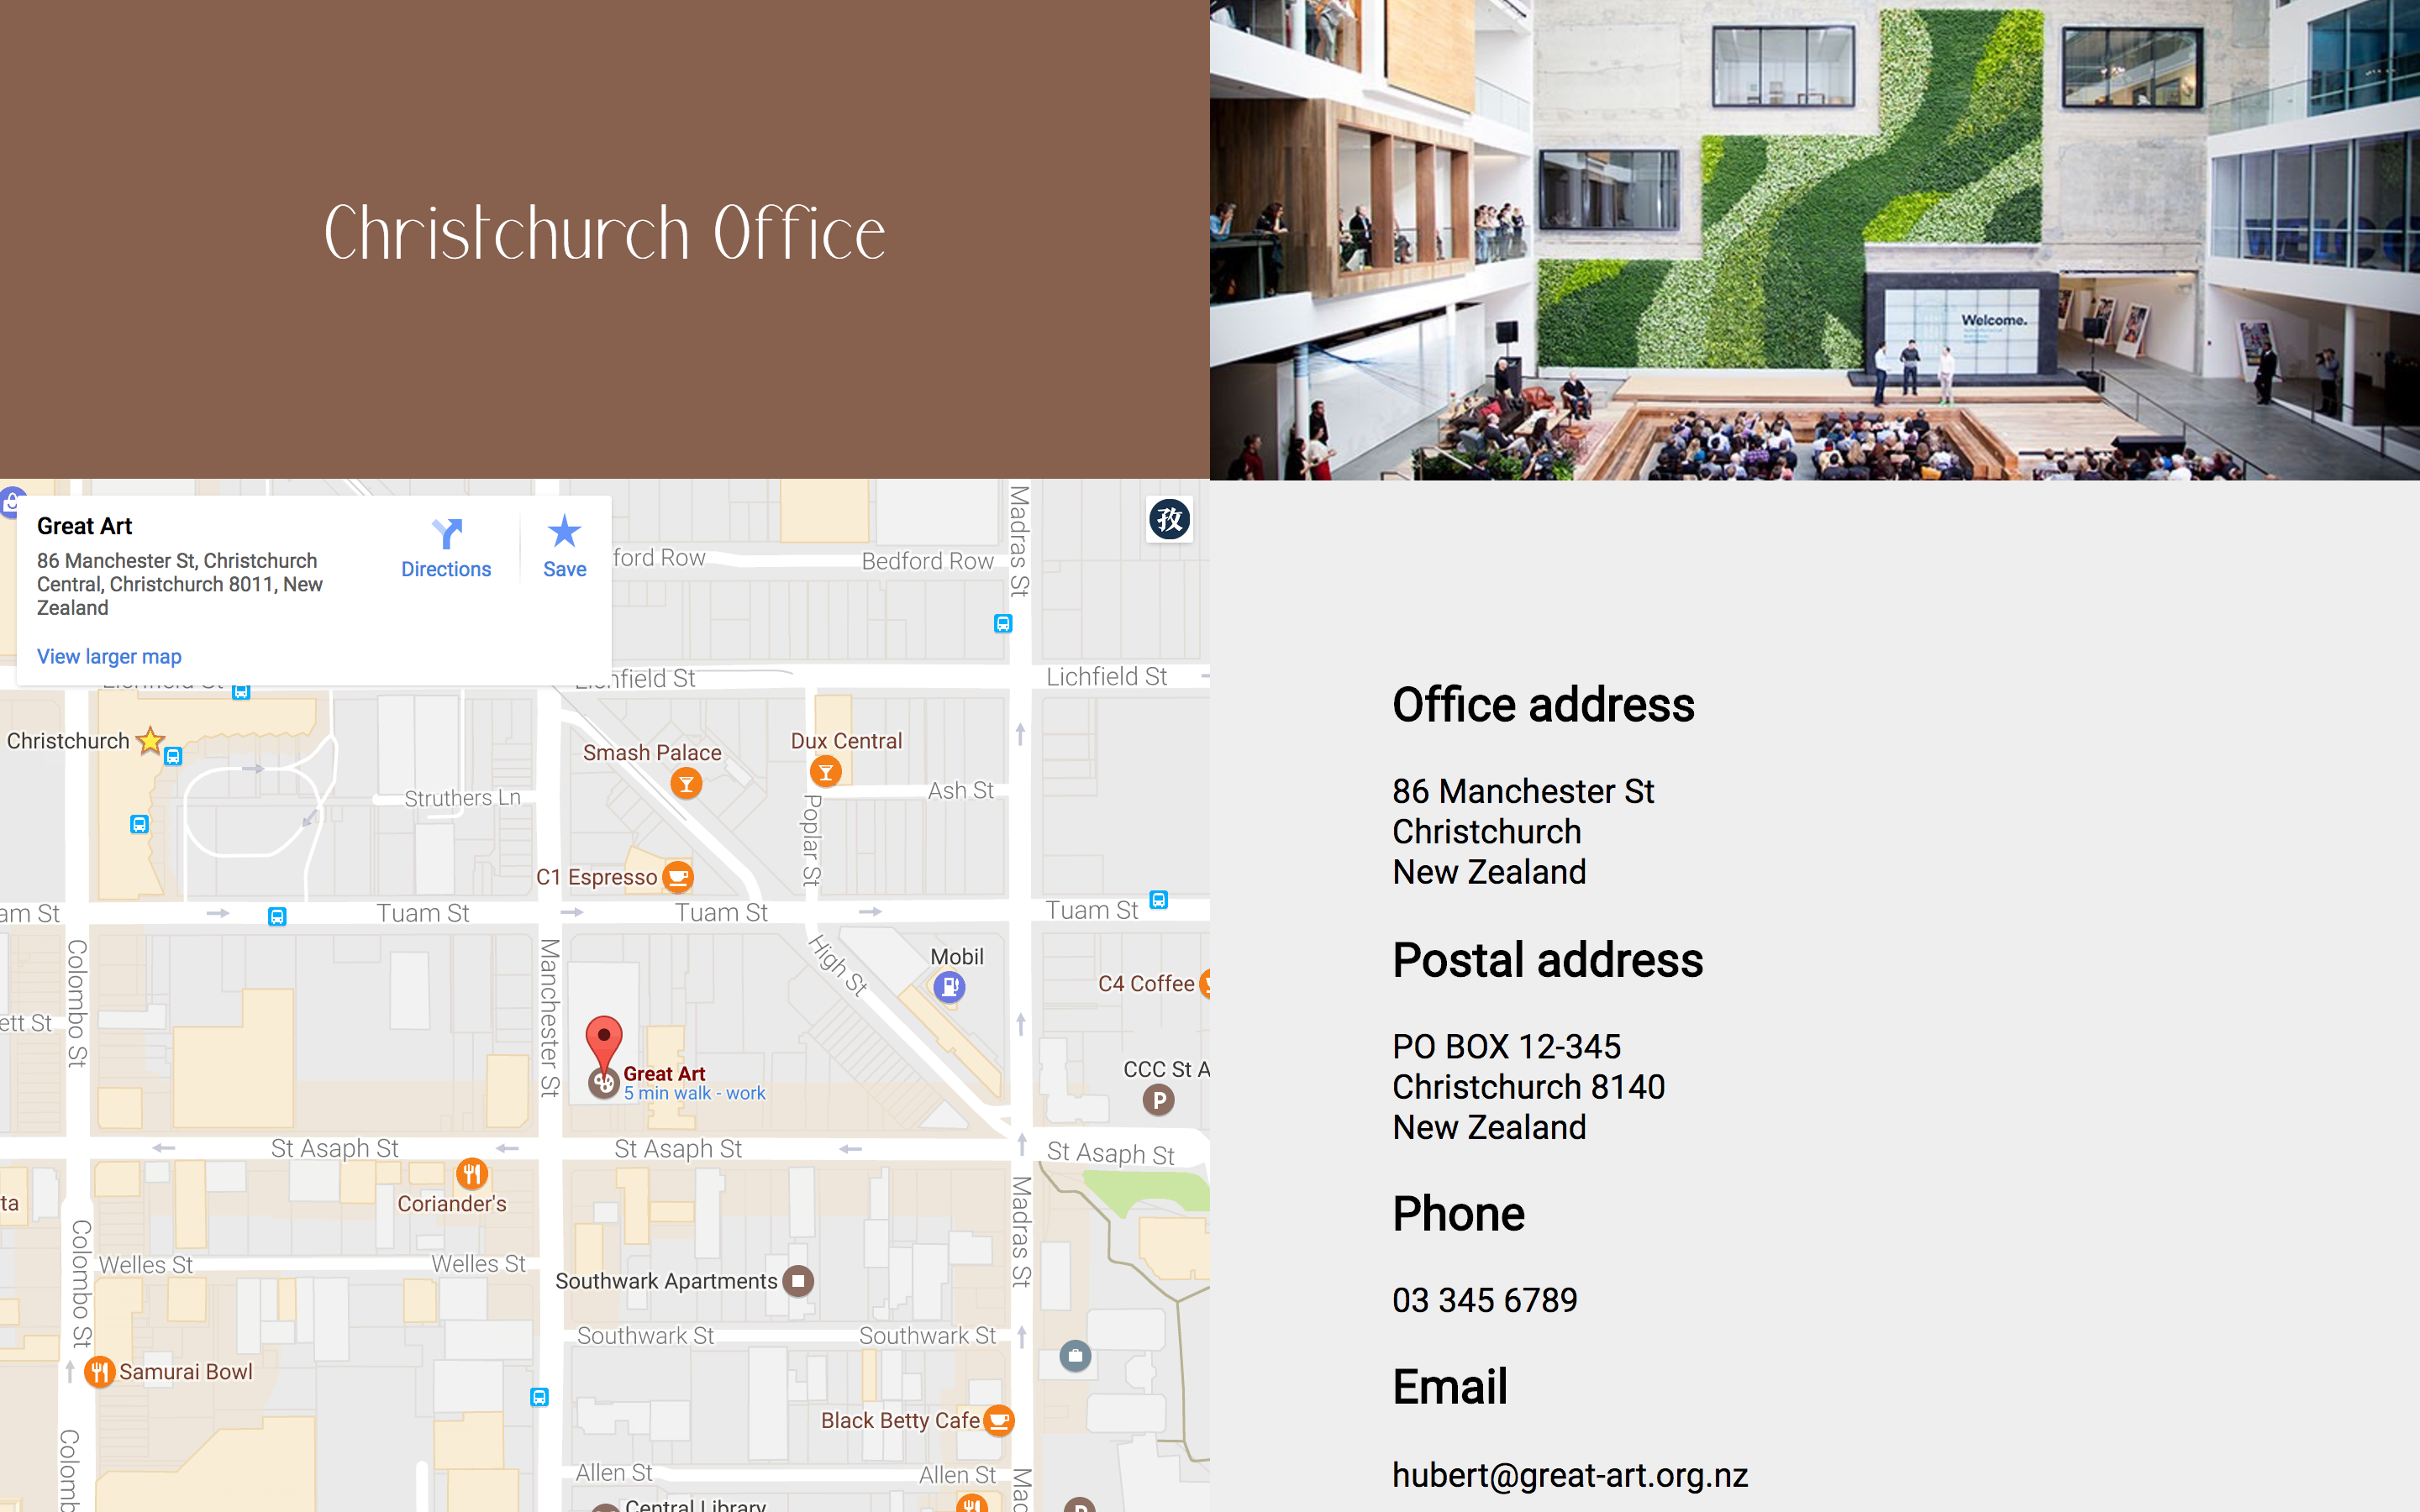 Christchurch Office
Welcome.
Great Art
86 Manchester St, Christchurch
Central, Christchurch 8011, New
Zealand
Directions
Save
View larger map
孜
ford Row
Bedford Row
Madras St
Lichfield St
Lichfield St
Lichfield St
Christchurch
Smash Palace
Dux Central
Struthers Ln
Ash St
Poplar St
C1 Espresso
am St
Tuam St
Tuam St
Tuam St
Colombo St
Manchester St
High St
Mobil
C4 Coffee
ett St
Great Art
5 min walk - work
CCC St A
P
St Asaph St
St Asaph St
St Asaph St
ta
Coriander's
Colombo St
Madras St
Welles St
Welles St
Southwark Apartments
Southwark St
Southwark St
Samurai Bowl
Black Betty Cafe
Colomb
Allen St
Allen St
Mad
Central Library
P
Office address
86 Manchester St
Christchurch
New Zealand
Postal address
PO BOX 12-345
Christchurch 8140
New Zealand
Phone
03 345 6789
Email
hubert@great-art.org.nz